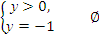 { y > 0,
y = −1 ∅